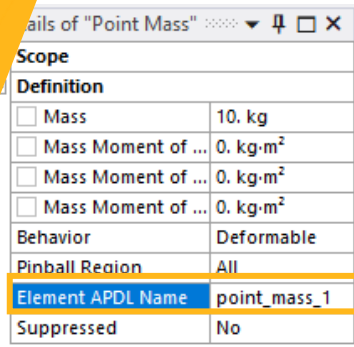 ails of "Point Mass"
Scope
Definition
Mass 10. kg
Mass Moment of ... 0. kg·m²
Mass Moment of ... 0. kg·m²
Mass Moment of ... 0. kg·m²
Behavior Deformable
Pinball Region All
Element APDL Name point_mass_1
Suppressed No